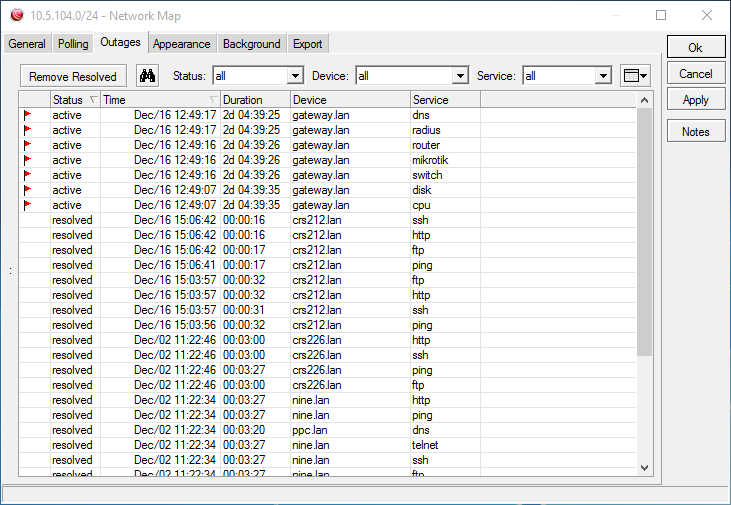 10.5.104.0/24 - Network Map
General Polling Outages Appearance Background Export
Ok
Remove Resolved Status: all Device: all Service: all
Cancel
Apply
Notes
Status Time Duration Device Service
active Dec/16 12:49:17 2d 04:39:25 gateway.lan dns
active Dec/16 12:49:17 2d 04:39:25 gateway.lan radius
active Dec/16 12:49:16 2d 04:39:26 gateway.lan router
active Dec/16 12:49:16 2d 04:39:26 gateway.lan mikrotik
active Dec/16 12:49:16 2d 04:39:26 gateway.lan switch
active Dec/16 12:49:07 2d 04:39:35 gateway.lan disk
active Dec/16 12:49:07 2d 04:39:35 gateway.lan cpu
resolved Dec/16 15:06:42 00:00:16 crs212.lan ssh
resolved Dec/16 15:06:42 00:00:16 crs212.lan http
resolved Dec/16 15:06:42 00:00:17 crs212.lan ftp
resolved Dec/16 15:06:41 00:00:17 crs212.lan ping
resolved Dec/16 15:03:57 00:00:32 crs212.lan ftp
resolved Dec/16 15:03:57 00:00:32 crs212.lan http
resolved Dec/16 15:03:57 00:00:31 crs212.lan ssh
resolved Dec/16 15:03:56 00:00:32 crs212.lan ping
resolved Dec/02 11:22:46 00:03:00 crs226.lan http
resolved Dec/02 11:22:46 00:03:00 crs226.lan ssh
resolved Dec/02 11:22:46 00:03:27 crs226.lan ping
resolved Dec/02 11:22:46 00:03:00 crs226.lan ftp
resolved Dec/02 11:22:34 00:03:27 nine.lan http
resolved Dec/02 11:22:34 00:03:27 nine.lan ping
resolved Dec/02 11:22:34 00:03:20 ppc.lan dns
resolved Dec/02 11:22:34 00:03:27 nine.lan telnet
resolved Dec/02 11:22:34 00:03:27 nine.lan ssh
resolved Dec/02 11:22:34 00:03:27 nine.lan ftp